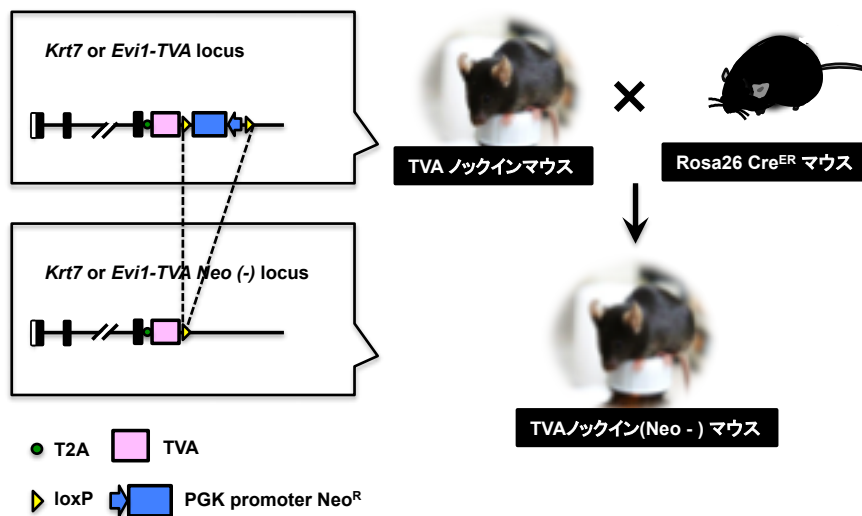 Krt7 or Evi1-TVA locus
TVA ノックインマウス
×
Rosa26 Creᴱᴿ マウス
Krt7 or Evi1-TVA Neo (-) locus
TVAノックイン(Neo - ) マウス
T2A
TVA
loxP
PGK promoter Neoᴿ